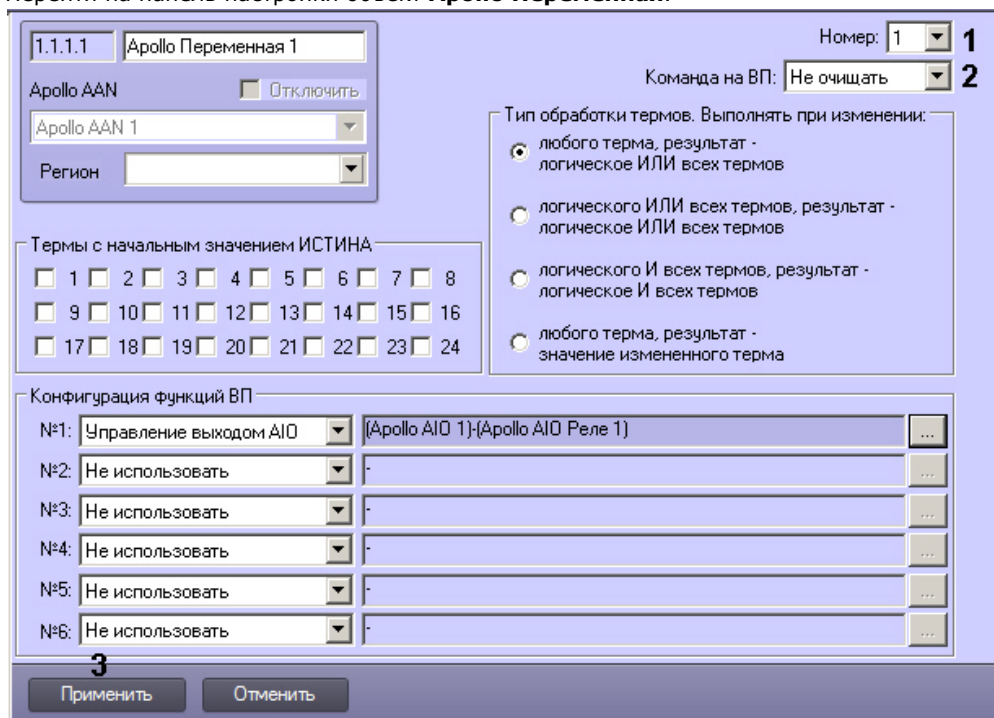 Перейти на панель настройки объект Apollo Переменная.
1.1.1.1 Apollo Переменная 1
Номер: 1 1
Команда на ВП: Не очищать 2
Apollo AAN Отключить
Apollo AAN 1
Регион
Тип обработки термов. Выполнять при изменении:
любого терма, результат -
логическое ИЛИ всех термов
логического ИЛИ всех термов, результат -
логическое ИЛИ всех термов
логического И всех термов, результат -
логическое И всех термов
любого терма, результат -
значение измененного терма
Термы с начальным значением ИСТИНА
1 2 3 4 5 6 7 8
9 10 11 12 13 14 15 16
17 18 19 20 21 22 23 24
Конфигурация функций ВП
№1: Управление выходом AIO (Apollo AIO 1)-(Apollo AIO Реле 1) ...
№2: Не использовать - ...
№3: Не использовать - ...
№4: Не использовать - ...
№5: Не использовать - ...
№6: Не использовать - ...
3
Применить Отменить